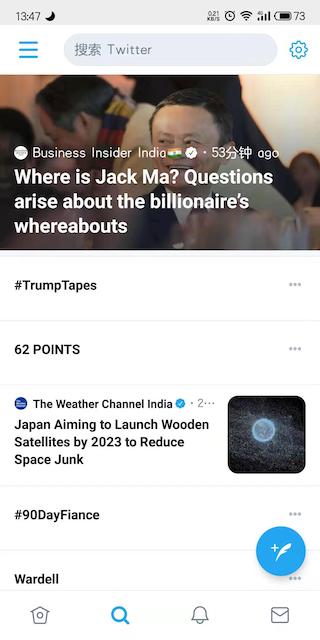 13:47 0.21 KB/S 4G 73
搜索 Twitter
Business Insider India🇮🇳 · 53分钟 ago
Where is Jack Ma? Questions
arise about the billionaire's
whereabouts
#TrumpTapes
62 POINTS
The Weather Channel India · 2···
Japan Aiming to Launch Wooden
Satellites by 2023 to Reduce
Space Junk
#90DayFiance
Wardell